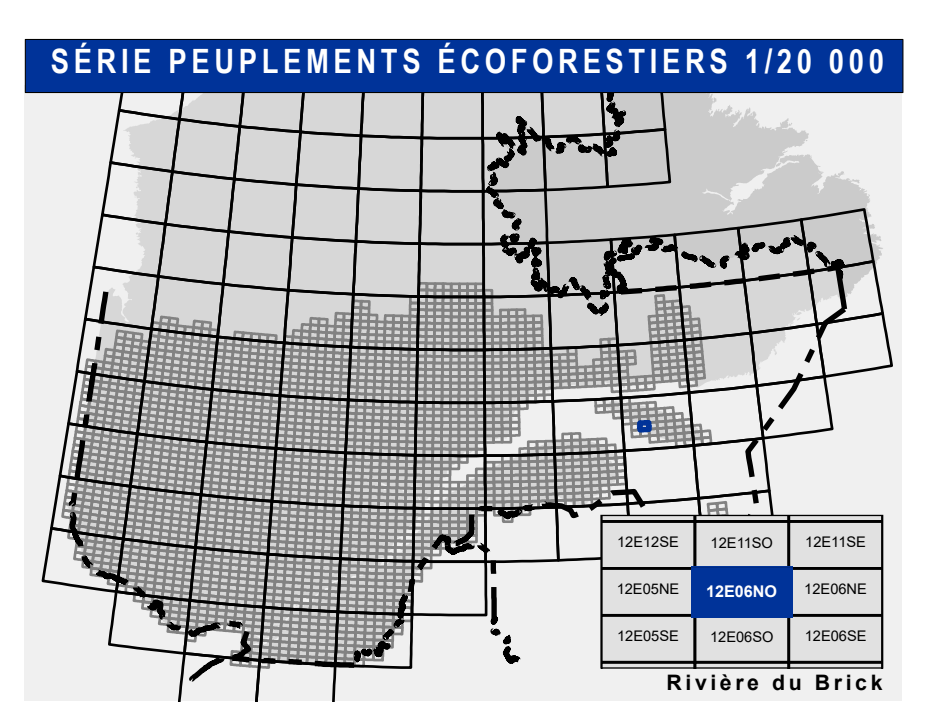 SÉRIE PEUPLEMENTS ÉCOFORESTIERS 1/20 000
12E12SE 12E11SO 12E11SE
12E05NE 12E06NO 12E06NE
12E05SE 12E06SO 12E06SE
Rivière du Brick